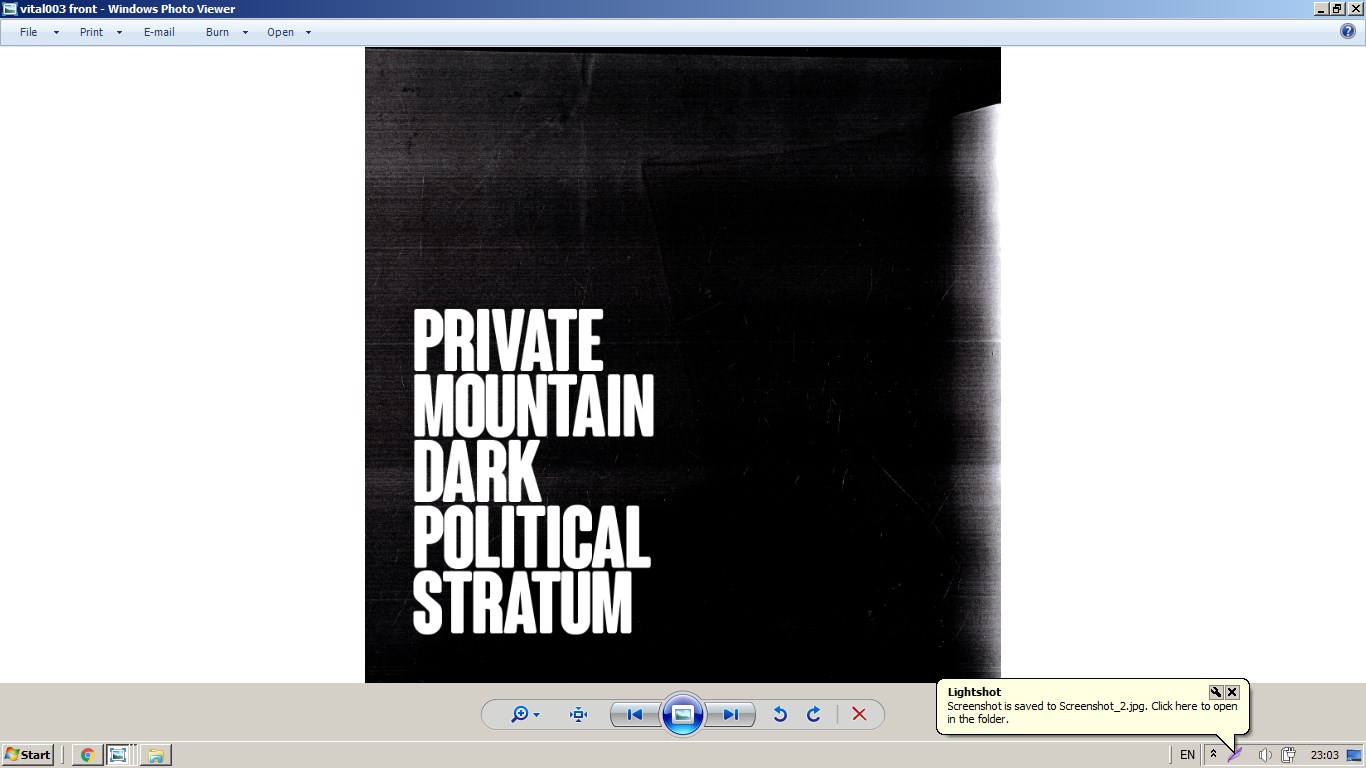 vital003 front - Windows Photo Viewer
File Print E-mail Burn Open
PRIVATE
MOUNTAIN
DARK
POLITICAL
STRATUM
Lightshot
Screenshot is saved to Screenshot_2.jpg. Click here to open
in the folder.
Start
EN
23:03